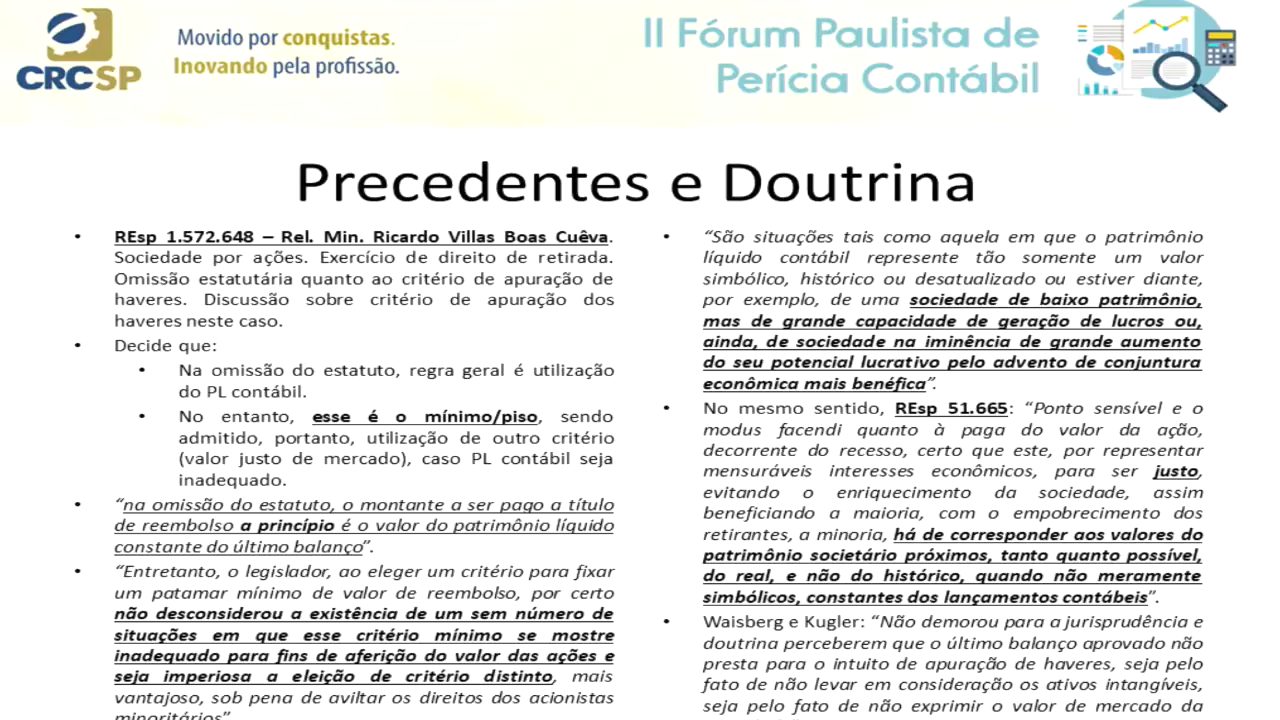 CRCSP
Movido por conquistas.
Inovando pela profissão.
II Fórum Paulista de
Perícia Contábil
Precedentes e Doutrina
• REsp 1.572.648 – Rel. Min. Ricardo Villas Boas Cuêva.
Sociedade por ações. Exercício de direito de retirada.
Omissão estatutária quanto ao critério de apuração de
haveres. Discussão sobre critério de apuração dos
haveres neste caso.
• Decide que:
• Na omissão do estatuto, regra geral é utilização
do PL contábil.
• No entanto, esse é o mínimo/piso, sendo
admitido, portanto, utilização de outro critério
(valor justo de mercado), caso PL contábil seja
inadequado.
• “na omissão do estatuto, o montante a ser pago a título
de reembolso a princípio é o valor do patrimônio líquido
constante do último balanço”.
• “Entretanto, o legislador, ao eleger um critério para fixar
um patamar mínimo de valor de reembolso, por certo
não desconsiderou a existência de um sem número de
situações em que esse critério mínimo se mostre
inadequado para fins de aferição do valor das ações e
seja imperiosa a eleição de critério distinto, mais
vantajoso, sob pena de aviltar os direitos dos acionistas
minoritários”
• “São situações tais como aquela em que o patrimônio
líquido contábil represente tão somente um valor
simbólico, histórico ou desatualizado ou estiver diante,
por exemplo, de uma sociedade de baixo patrimônio,
mas de grande capacidade de geração de lucros ou,
ainda, de sociedade na iminência de grande aumento
do seu potencial lucrativo pelo advento de conjuntura
econômica mais benéfica”.
• No mesmo sentido, REsp 51.665: “Ponto sensível e o
modus facendi quanto à paga do valor da ação,
decorrente do recesso, certo que este, por representar
mensuráveis interesses econômicos, para ser justo,
evitando o enriquecimento da sociedade, assim
beneficiando a maioria, com o empobrecimento dos
retirantes, a minoria, há de corresponder aos valores do
patrimônio societário próximos, tanto quanto possível,
do real, e não do histórico, quando não meramente
simbólicos, constantes dos lançamentos contábeis”.
• Waisberg e Kugler: “Não demorou para a jurisprudência e
doutrina perceberem que o último balanço aprovado não
presta para o intuito de apuração de haveres, seja pelo
fato de não levar em consideração os ativos intangíveis,
seja pelo fato de não exprimir o valor de mercado da